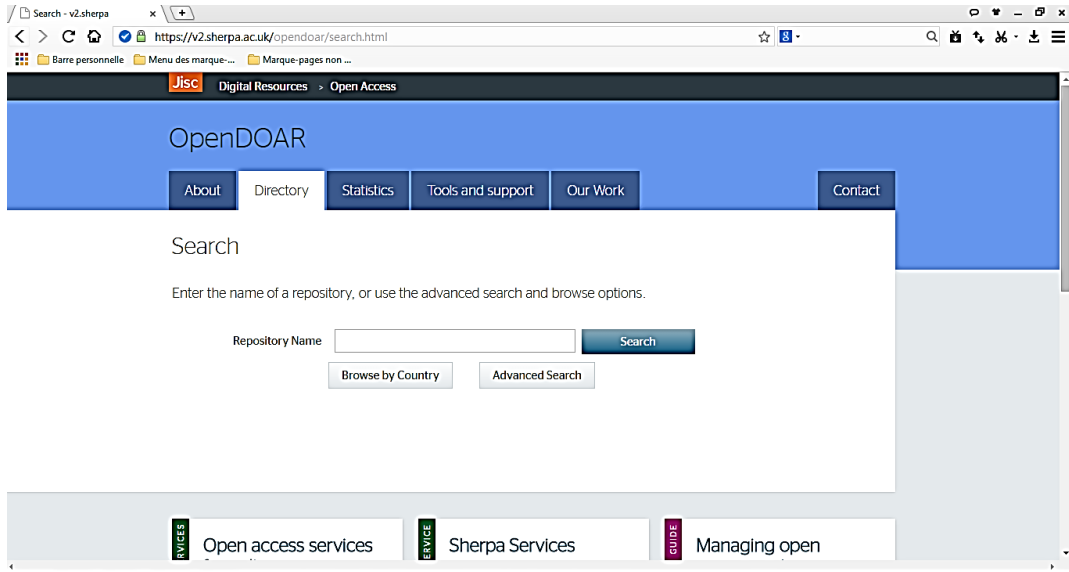 Search - v2.sherpa
https://v2.sherpa.ac.uk/opendoar/search.html
Barre personnelle Menu des marque-... Marque-pages non ...
Jisc Digital Resources > Open Access
OpenDOAR
About Directory Statistics Tools and support Our Work Contact
Search
Enter the name of a repository, or use the advanced search and browse options.
Repository Name Search
Browse by Country Advanced Search
Open access services Sherpa Services GUIDE Managing open